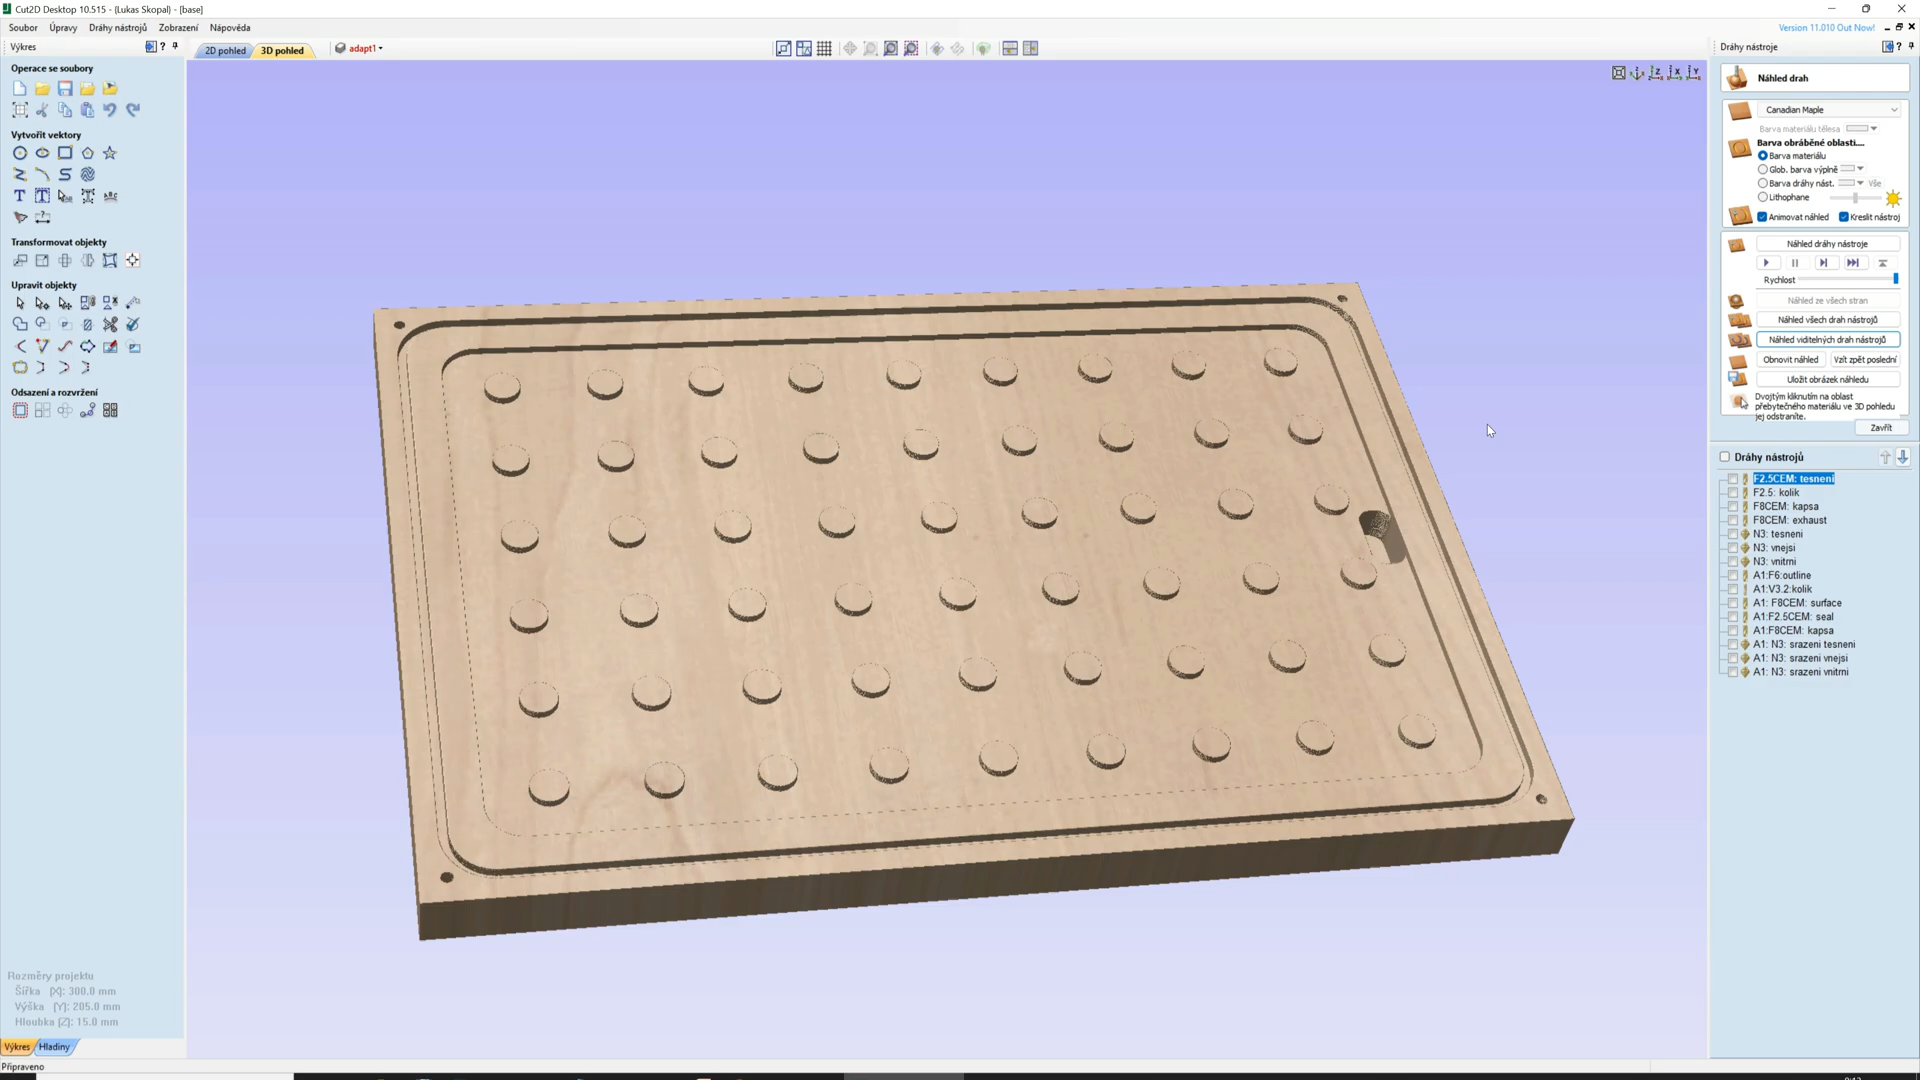 Cut2D Desktop 10.515 - (Lukas Skopal) - [base]
Soubor Úpravy Dráhy nástrojů Zobrazení Nápověda
Version 11.010 Out Now!
Výkres
2D pohled 3D pohled adapt1
Dráhy nástroje
Operace se soubory
Vytvořit vektory
Transformovat objekty
Upravit objekty
Odsazení a rozvržení
Rozměry projektu
Šířka (X): 300.0 mm
Výška (Y): 205.0 mm
Hloubka (Z): 15.0 mm
Výkres Hladiny
Připraveno
Náhled drah
Canadian Maple
Barva materiálu tělesa
Barva obráběné oblasti....
Barva materiálu
Glob. barva výplně
Barva dráhy nást. Vše
Lithophane
Animovat náhled Kreslit nástroj
Náhled dráhy nástroje
Rychlost
Náhled ze všech stran
Náhled všech drah nástrojů
Náhled viditelných drah nástrojů
Obnovit náhled Vzít zpět poslední
Uložit obrázek náhledu
Dvojtým kliknutím na oblast
přebytečného materiálu ve 3D pohledu
jej odstraníte.
Zavřít
Dráhy nástrojů
F2.5CEM: tesneni
F2.5: kolik
F8CEM: kapsa
F8CEM: exhaust
N3: tesneni
N3: vnejsi
N3: vnitrni
A1:F6:outline
A1:V3.2:kolik
A1: F8CEM: surface
A1:F2.5CEM: seal
A1:F8CEM: kapsa
A1: N3: srazeni tesneni
A1: N3: srazeni vnejsi
A1: N3: srazeni vnitrni